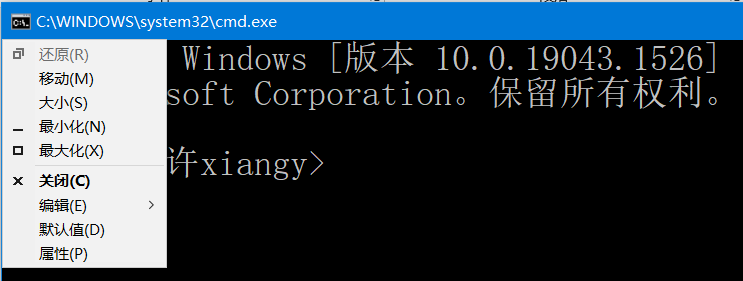 C:\WINDOWS\system32\cmd.exe
还原(R)
移动(M)
大小(S)
最小化(N)
最大化(X)
关闭(C)
编辑(E)
默认值(D)
属性(P)
Windows [版本 10.0.19043.1526]
soft Corporation。保留所有权利。
许xiangy>